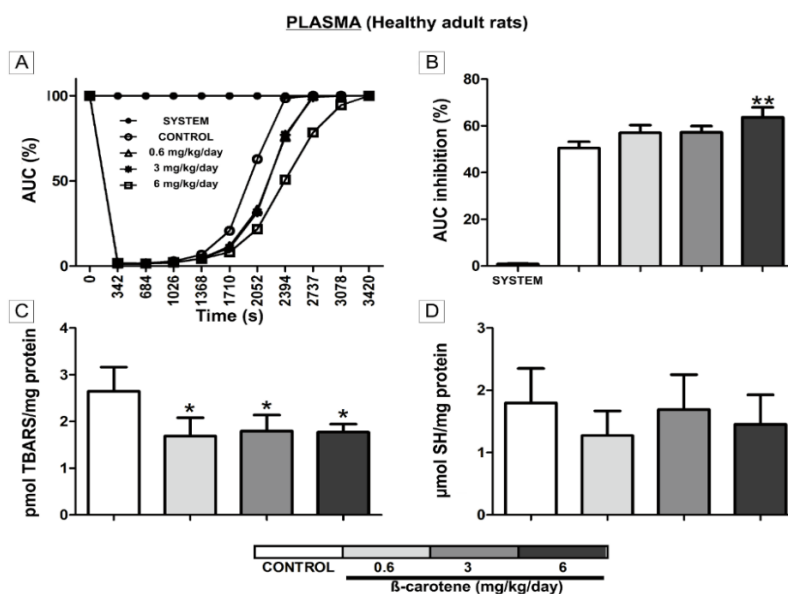 PLASMA (Healthy adult rats)
A
AUC (%)
100
50
0
SYSTEM
CONTROL
0.6 mg/kg/day
3 mg/kg/day
6 mg/kg/day
0
342
684
1026
1368
1710
2052
2394
2737
3078
3420
Time (s)
B
AUC inhibition (%)
80
60
40
20
0
**
SYSTEM
C
pmol TBARS/mg protein
4
3
2
1
0
*
*
*
D
µmol SH/mg protein
3
2
1
0
CONTROL 0.6 3 6
ß-carotene (mg/kg/day)